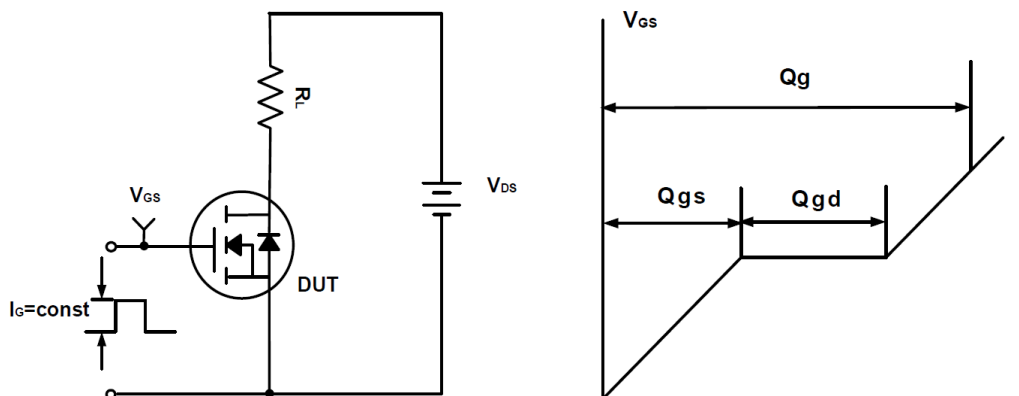 VGS
Qg
RL
VGS
VDS
Qgs
Qgd
DUT
IG=const